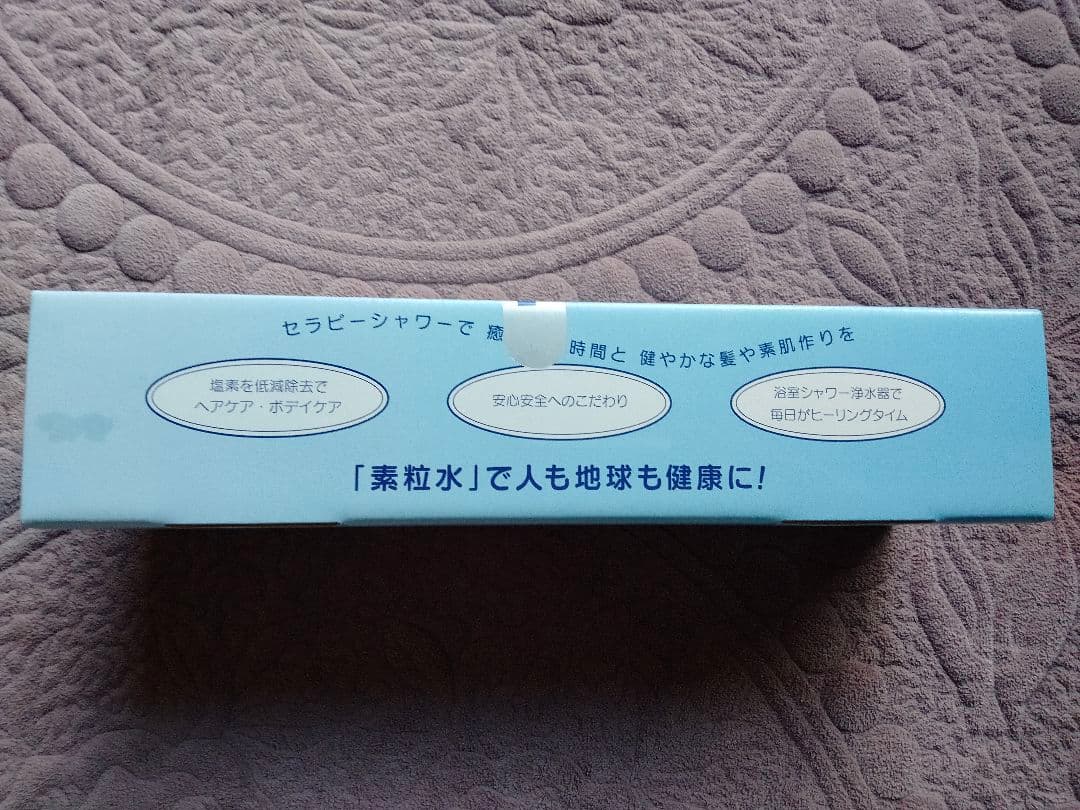 セラピーシャワーで 癒 時間と 健やかな髪や素肌作りを
塩素を低減除去で
ヘアケア・ボデイケア
安心安全へのこだわり
浴室シャワー浄水器で
毎日がヒーリングタイム
「素粒水」で人も地球も健康に!